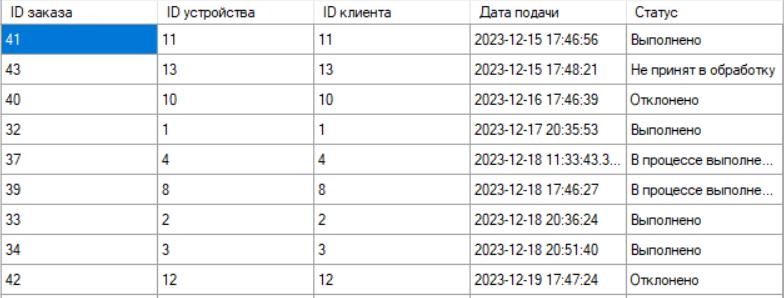 ID заказа ID устройства ID клиента Дата подачи Статус
41 11 11 2023-12-15 17:46:56 Выполнено
43 13 13 2023-12-15 17:48:21 Не принят в обработку
40 10 10 2023-12-16 17:46:39 Отклонено
32 1 1 2023-12-17 20:35:53 Выполнено
37 4 4 2023-12-18 11:33:43.3... В процессе выполне...
39 8 8 2023-12-18 17:46:27 В процессе выполне...
33 2 2 2023-12-18 20:36:24 Выполнено
34 3 3 2023-12-18 20:51:40 Выполнено
42 12 12 2023-12-19 17:47:24 Отклонено